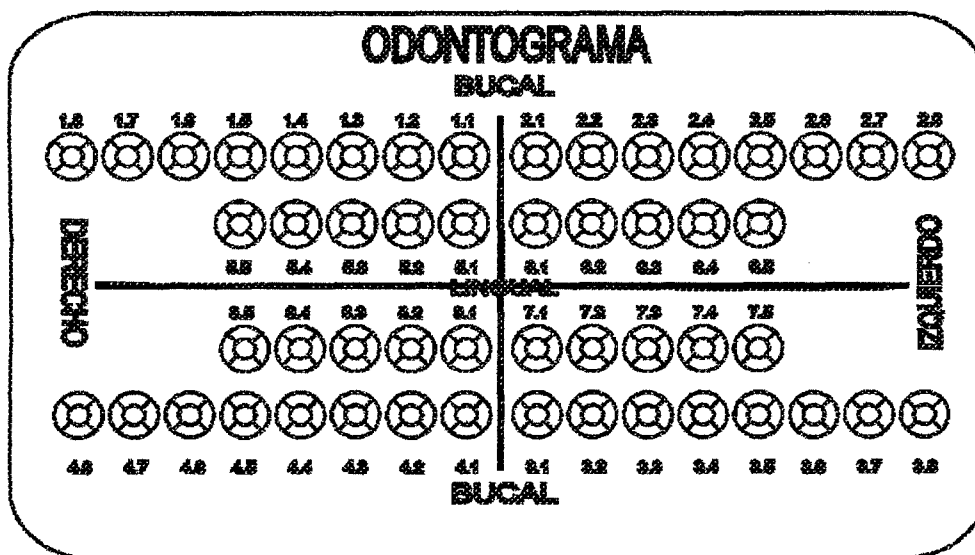 ODONTOGRAMA
BUCAL
1.8 1.7 1.6 1.5 1.4 1.3 1.2 1.1 2.1 2.2 2.3 2.4 2.5 2.6 2.7 2.8
DERECHO
IZQUIERDO
5.5 5.4 5.3 5.2 5.1 6.1 6.2 6.3 6.4 6.5
LINGUAL
8.5 8.4 8.3 8.2 8.1 7.1 7.2 7.3 7.4 7.5
4.8 4.7 4.6 4.5 4.4 4.3 4.2 4.1 3.1 3.2 3.3 3.4 3.5 3.6 3.7 3.8
BUCAL